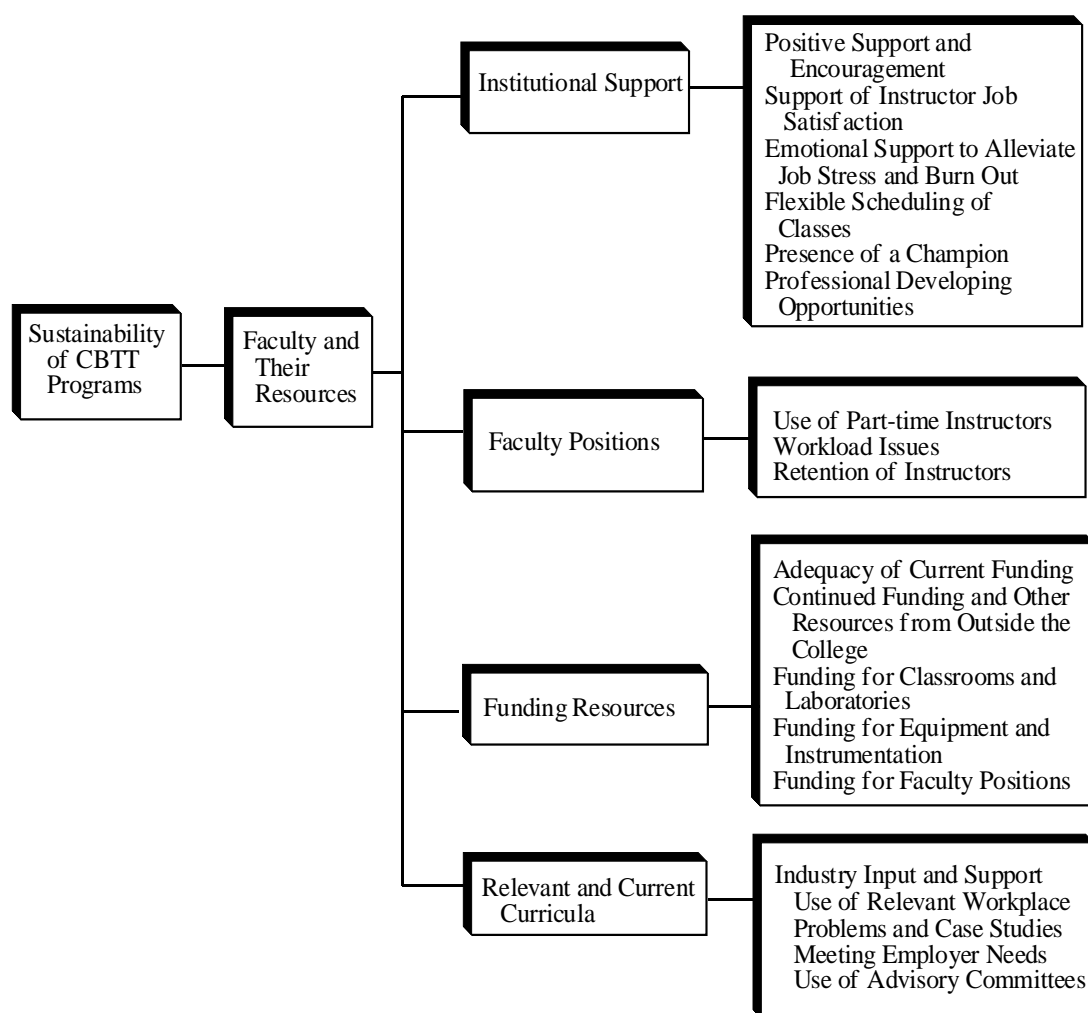 Sustainability
of CBTT
Programs
Faculty and
Their
Resources
Institutional Support
Positive Support and
Encouragement
Support of Instructor Job
Satisfaction
Emotional Support to Alleviate
Job Stress and Burn Out
Flexible Scheduling of
Classes
Presence of a Champion
Professional Developing
Opportunities
Faculty Positions
Use of Part-time Instructors
Workload Issues
Retention of Instructors
Funding Resources
Adequacy of Current Funding
Continued Funding and Other
Resources from Outside the
College
Funding for Classrooms and
Laboratories
Funding for Equipment and
Instrumentation
Funding for Faculty Positions
Relevant and Current
Curricula
Industry Input and Support
Use of Relevant Workplace
Problems and Case Studies
Meeting Employer Needs
Use of Advisory Committees